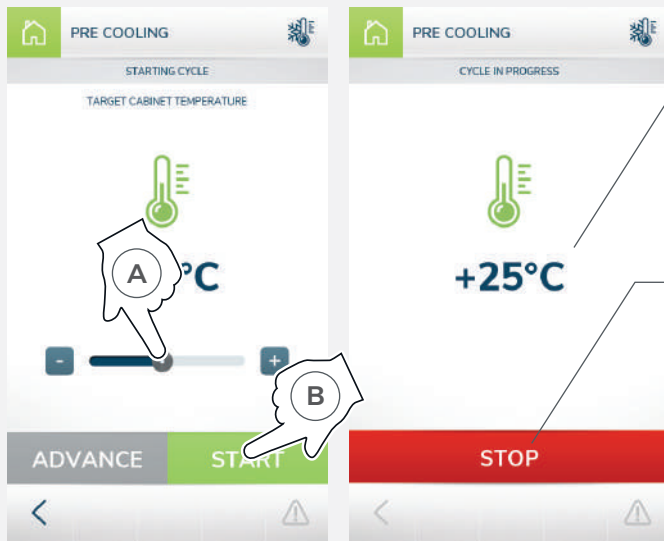 PRE COOLING
STARTING CYCLE
TARGET CABINET TEMPERATURE
°C
A
-
+
B
ADVANCE
START
PRE COOLING
CYCLE IN PROGRESS
+25°C
STOP